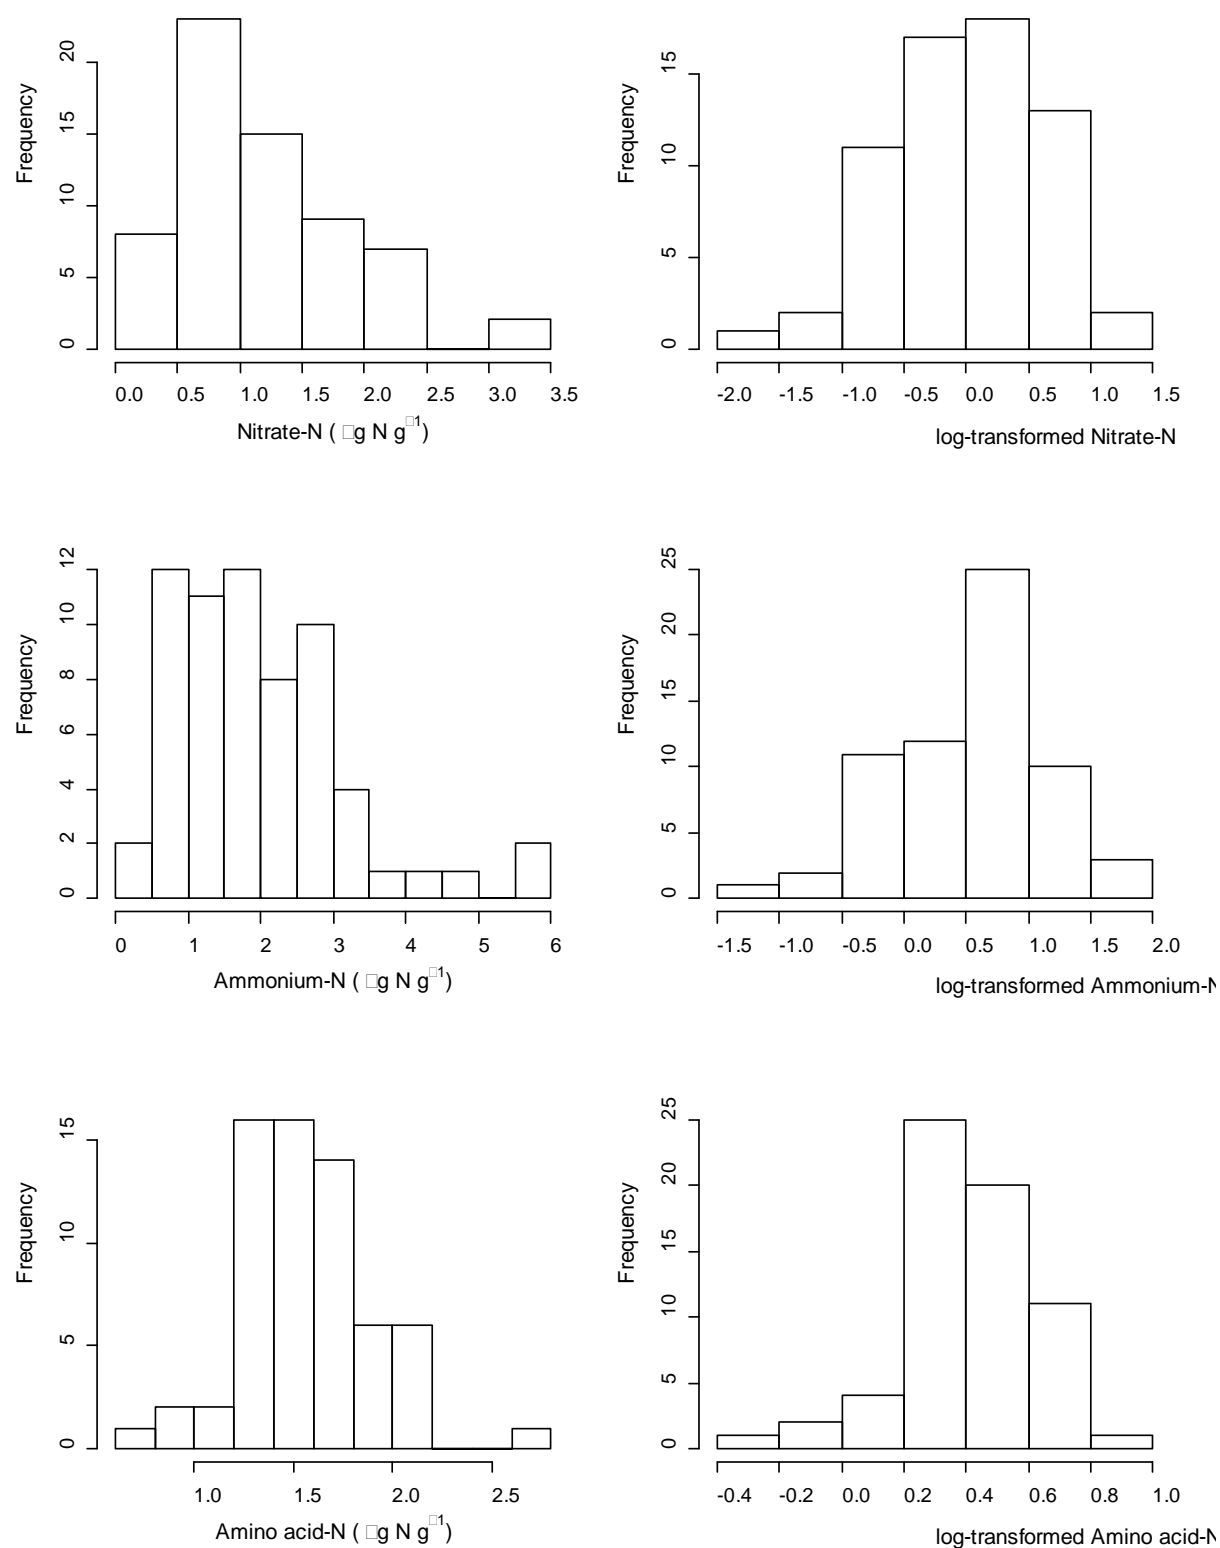 Frequency
20
15
10
5
0
0.0 0.5 1.0 1.5 2.0 2.5 3.0 3.5
Nitrate-N ( □g N g□1)
Frequency
15
10
5
0
-2.0 -1.5 -1.0 -0.5 0.0 0.5 1.0 1.5
log-transformed Nitrate-N
Frequency
12
10
8
6
4
2
0
0 1 2 3 4 5 6
Ammonium-N ( □g N g□1)
Frequency
25
20
15
10
5
0
-1.5 -1.0 -0.5 0.0 0.5 1.0 1.5 2.0
log-transformed Ammonium-N
Frequency
15
10
5
0
1.0 1.5 2.0 2.5
Amino acid-N ( □g N g□1)
Frequency
25
20
15
10
5
0
-0.4 -0.2 0.0 0.2 0.4 0.6 0.8 1.0
log-transformed Amino acid-N